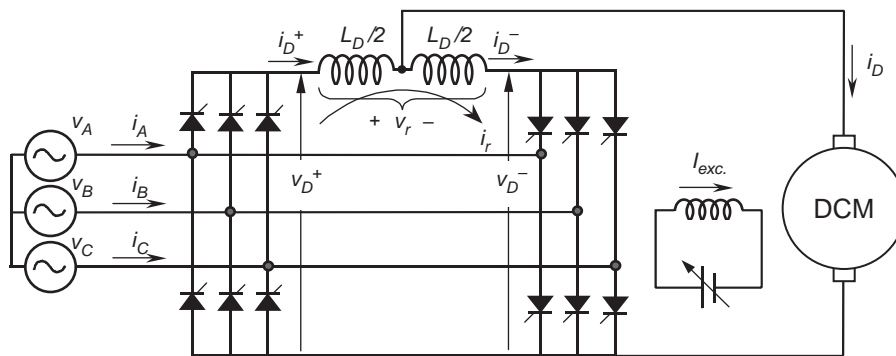 i_D^+ L_D/2 L_D/2 i_D^-
i_D
+ v_r −
i_r
v_A i_A
v_D^+ v_D^-
I_exc.
v_B i_B
DCM
v_C i_C